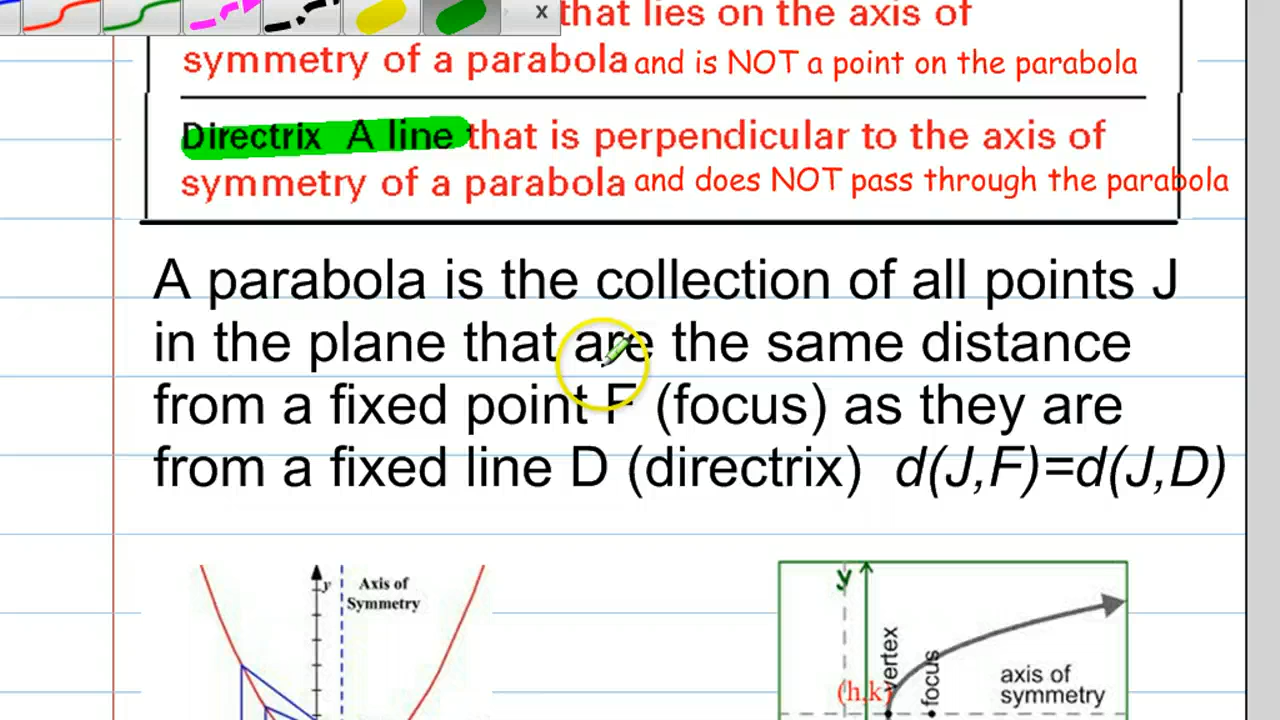 x
that lies on the axis of
symmetry of a parabola and is NOT a point on the parabola
Directrix A line that is perpendicular to the axis of
symmetry of a parabola and does NOT pass through the parabola
A parabola is the collection of all points J
in the plane that are the same distance
from a fixed point F (focus) as they are
from a fixed line D (directrix) d(J,F)=d(J,D)
y
Axis of
Symmetry
y
vertex
focus
axis of
symmetry
(h,k)